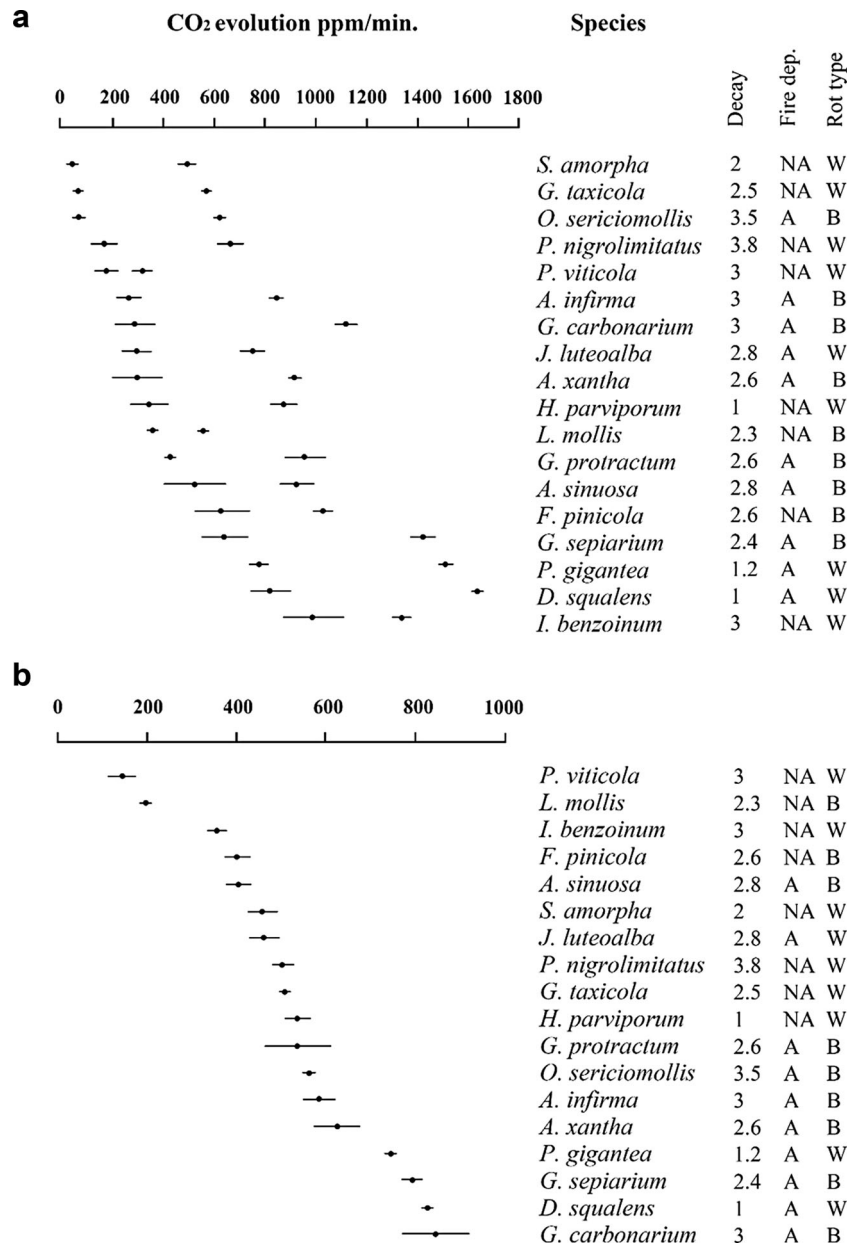 a
CO₂ evolution ppm/min. Species
Decay Fire dep. Rot type
0 200 400 600 800 1000 1200 1400 1600 1800
S. amorpha 2 NA W
G. taxicola 2.5 NA W
O. sericiomollis 3.5 A B
P. nigrolimitatus 3.8 NA W
P. viticola 3 NA W
A. infirma 3 A B
G. carbonarium 3 A B
J. luteoalba 2.8 A W
A. xantha 2.6 A B
H. parviporum 1 NA W
L. mollis 2.3 NA B
G. protractum 2.6 A B
A. sinuosa 2.8 A B
F. pinicola 2.6 NA B
G. sepiarium 2.4 A B
P. gigantea 1.2 A W
D. squalens 1 A W
I. benzoinum 3 NA W
b
0 200 400 600 800 1000
P. viticola 3 NA W
L. mollis 2.3 NA B
I. benzoinum 3 NA W
F. pinicola 2.6 NA B
A. sinuosa 2.8 A B
S. amorpha 2 NA W
J. luteoalba 2.8 A W
P. nigrolimitatus 3.8 NA W
G. taxicola 2.5 NA W
H. parviporum 1 NA W
G. protractum 2.6 A B
O. sericiomollis 3.5 A B
A. infirma 3 A B
A. xantha 2.6 A B
P. gigantea 1.2 A W
G. sepiarium 2.4 A B
D. squalens 1 A W
G. carbonarium 3 A B